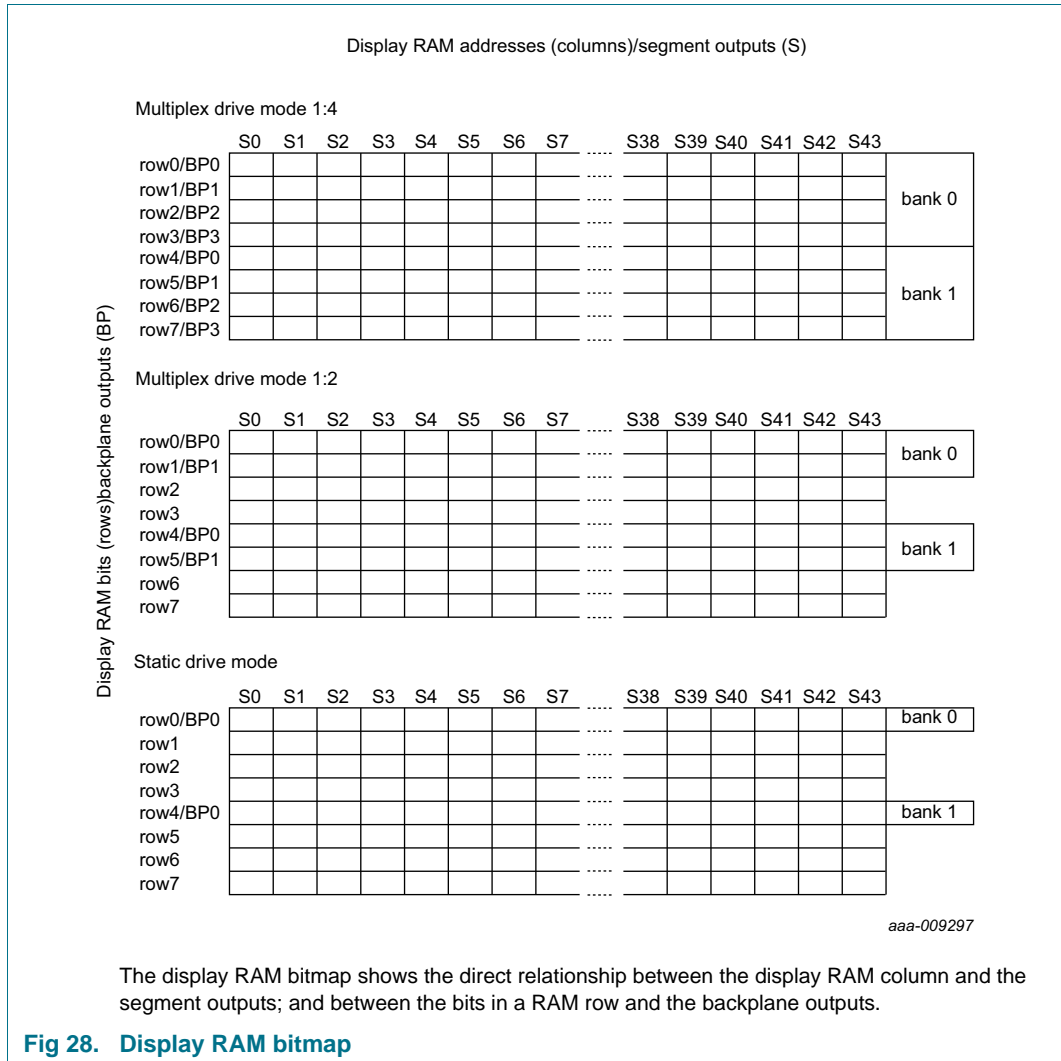 Display RAM addresses (columns)/segment outputs (S)
Display RAM bits (rows)backplane outputs (BP)
Multiplex drive mode 1:4
S0 S1 S2 S3 S4 S5 S6 S7 ..... S38 S39 S40 S41 S42 S43
row0/BP0
row1/BP1
row2/BP2
row3/BP3
bank 0
row4/BP0
row5/BP1
row6/BP2
row7/BP3
bank 1
Multiplex drive mode 1:2
S0 S1 S2 S3 S4 S5 S6 S7 ..... S38 S39 S40 S41 S42 S43
row0/BP0
row1/BP1
bank 0
row2
row3
row4/BP0
row5/BP1
bank 1
row6
row7
Static drive mode
S0 S1 S2 S3 S4 S5 S6 S7 ..... S38 S39 S40 S41 S42 S43
row0/BP0 bank 0
row1
row2
row3
row4/BP0 bank 1
row5
row6
row7
aaa-009297
The display RAM bitmap shows the direct relationship between the display RAM column and the
segment outputs; and between the bits in a RAM row and the backplane outputs.
Fig 28. Display RAM bitmap